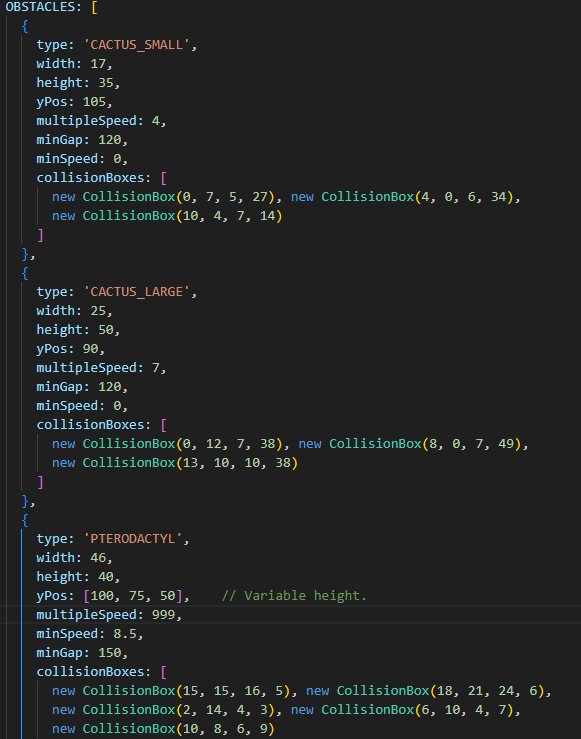 OBSTACLES: [
  {
    type: 'CACTUS_SMALL',
    width: 17,
    height: 35,
    yPos: 105,
    multipleSpeed: 4,
    minGap: 120,
    minSpeed: 0,
    collisionBoxes: [
      new CollisionBox(0, 7, 5, 27), new CollisionBox(4, 0, 6, 34),
      new CollisionBox(10, 4, 7, 14)
    ]
  },
  {
    type: 'CACTUS_LARGE',
    width: 25,
    height: 50,
    yPos: 90,
    multipleSpeed: 7,
    minGap: 120,
    minSpeed: 0,
    collisionBoxes: [
      new CollisionBox(0, 12, 7, 38), new CollisionBox(8, 0, 7, 49),
      new CollisionBox(13, 10, 10, 38)
    ]
  },
  {
    type: 'PTERODACTYL',
    width: 46,
    height: 40,
    yPos: [100, 75, 50],    // Variable height.
    multipleSpeed: 999,
    minSpeed: 8.5,
    minGap: 150,
    collisionBoxes: [
      new CollisionBox(15, 15, 16, 5), new CollisionBox(18, 21, 24, 6),
      new CollisionBox(2, 14, 4, 3), new CollisionBox(6, 10, 4, 7),
      new CollisionBox(10, 8, 6, 9)